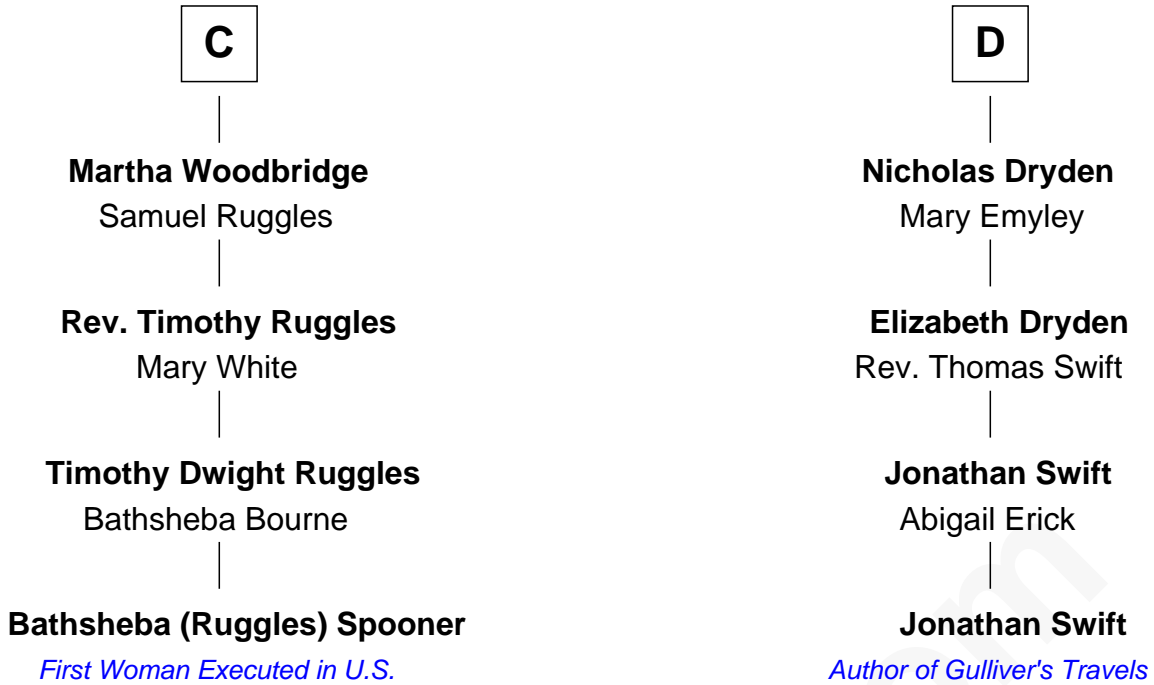 C
Martha Woodbridge
Samuel Ruggles
Rev. Timothy Ruggles
Mary White
Timothy Dwight Ruggles
Bathsheba Bourne
Bathsheba (Ruggles) Spooner
First Woman Executed in U.S.
D
Nicholas Dryden
Mary Emyley
Elizabeth Dryden
Rev. Thomas Swift
Jonathan Swift
Abigail Erick
Jonathan Swift
Author of Gulliver's Travels